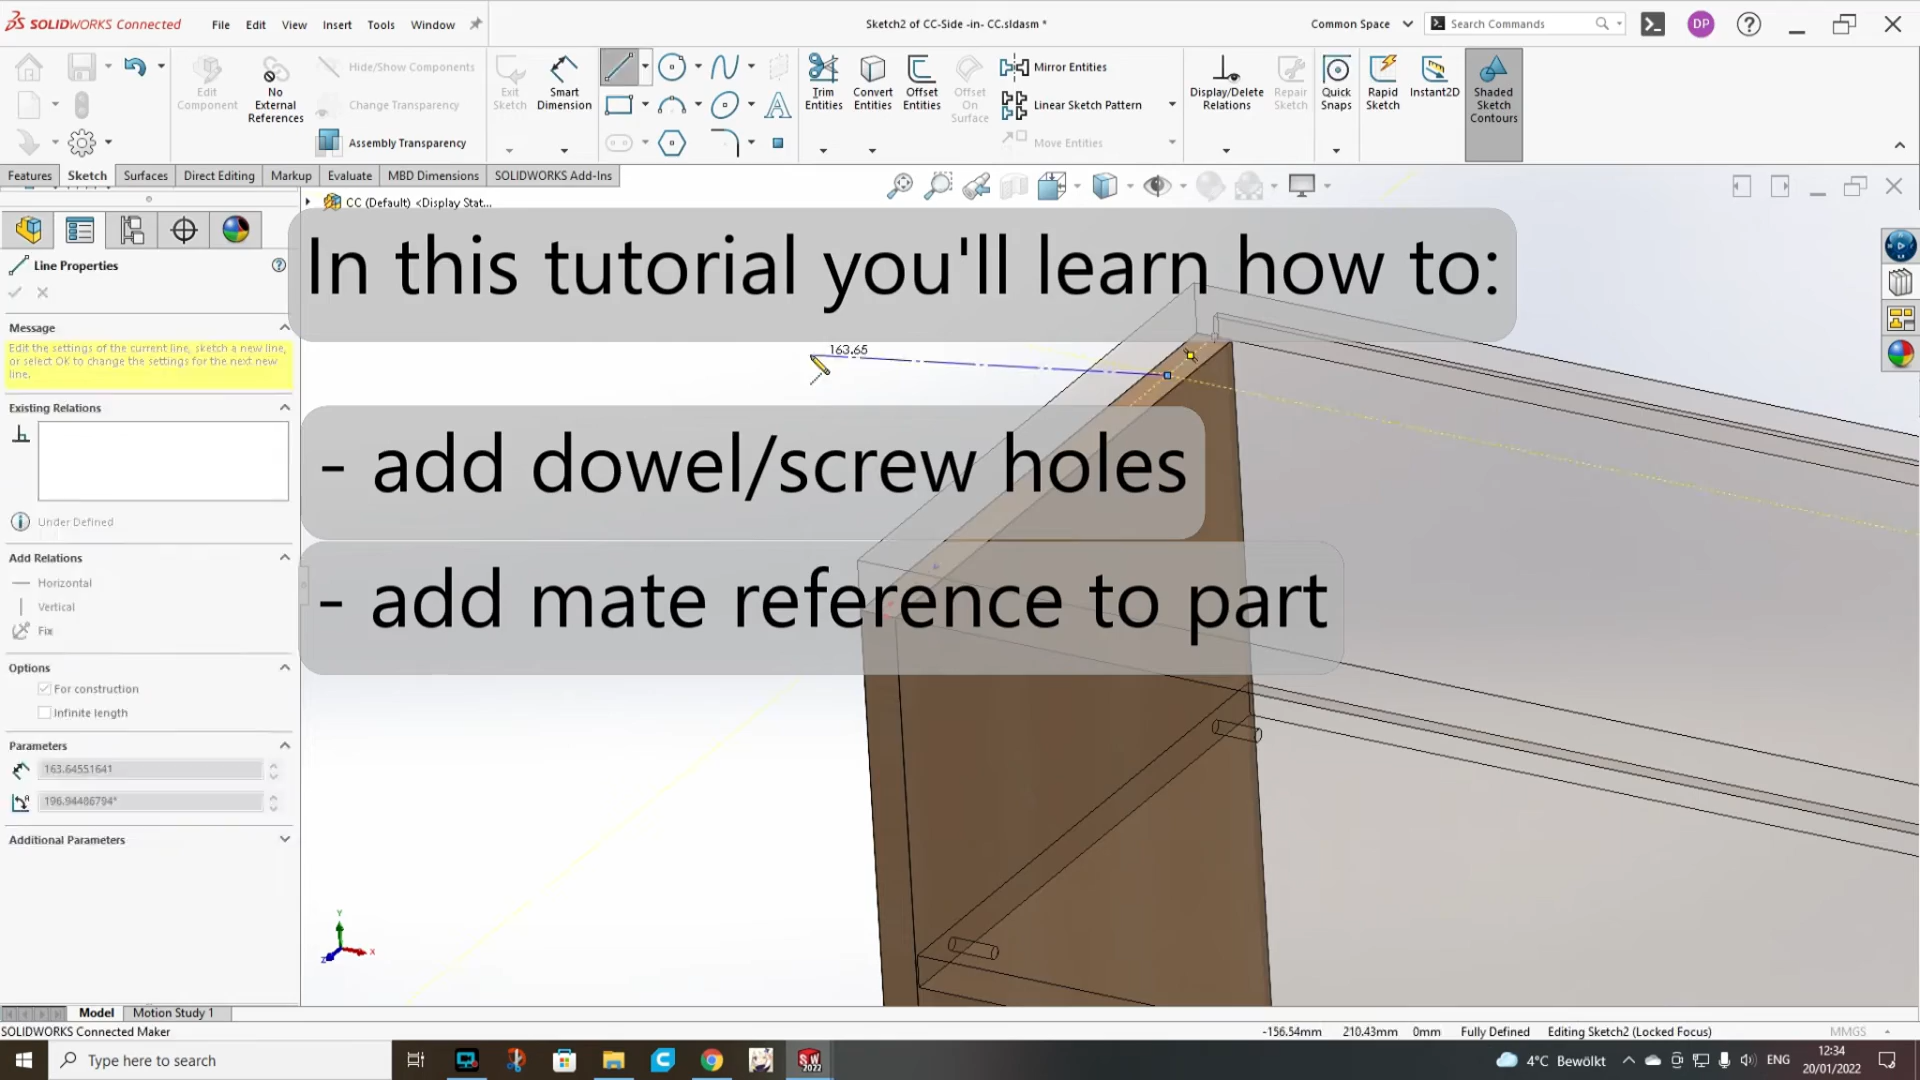 SOLIDWORKS Connected
File Edit View Insert Tools Window
Sketch2 of CC-Side -in- CC.sldasm *
Common Space
Search Commands
DP
Edit Component
No External References
Hide/Show Components
Change Transparency
Assembly Transparency
Exit Sketch
Smart Dimension
Trim Entities
Convert Entities
Offset Entities
Offset On Surface
Mirror Entities
Linear Sketch Pattern
Move Entities
Display/Delete Relations
Repair Sketch
Quick Snaps
Rapid Sketch
Instant2D
Shaded Sketch Contours
Features Sketch Surfaces Direct Editing Markup Evaluate MBD Dimensions SOLIDWORKS Add-Ins
CC (Default) <Display Stat...
In this tutorial you'll learn how to:
- add dowel/screw holes
- add mate reference to part
163.65
Line Properties
Message
Edit the settings of the current line, sketch a new line,
or select OK to change the settings for the next new
line.
Existing Relations
Under Defined
Add Relations
Horizontal
Vertical
Fix
Options
For construction
Infinite length
Parameters
163.64551641
196.94486794°
Additional Parameters
Y
X
Z
Model Motion Study 1
SOLIDWORKS Connected Maker
-156.54mm 210.43mm 0mm Fully Defined Editing Sketch2 (Locked Focus) MMGS
Type here to search
SW 2022
4°C Bewölkt
ENG
12:34
20/01/2022